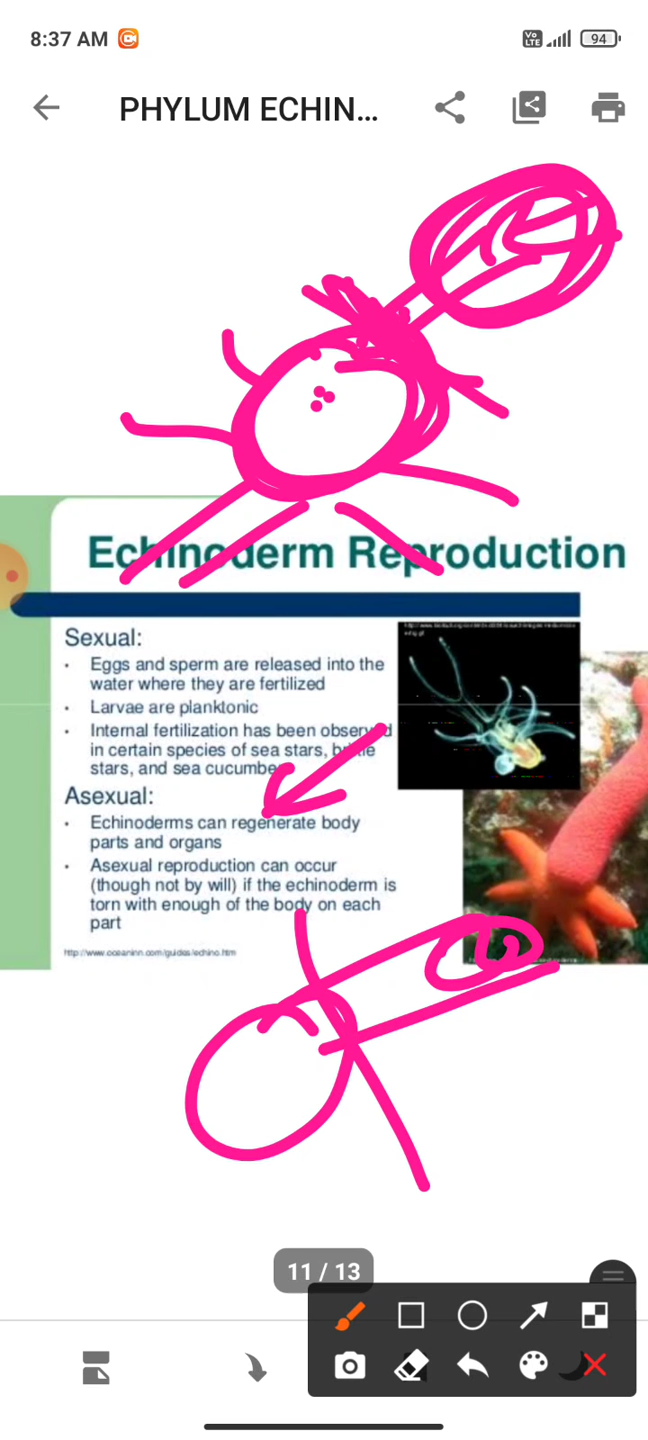 8:37 AM
Vo LTE
94
PHYLUM ECHIN...
Echinoderm Reproduction
Sexual:
• Eggs and sperm are released into the
water where they are fertilized
• Larvae are planktonic
• Internal fertilization has been observed
in certain species of sea stars, brittle
stars, and sea cucumber
Asexual:
• Echinoderms can regenerate body
parts and organs
• Asexual reproduction can occur
(though not by will) if the echinoderm is
torn with enough of the body on each
part
http://www.oceaninn.com/guides/echino.htm
11 / 13